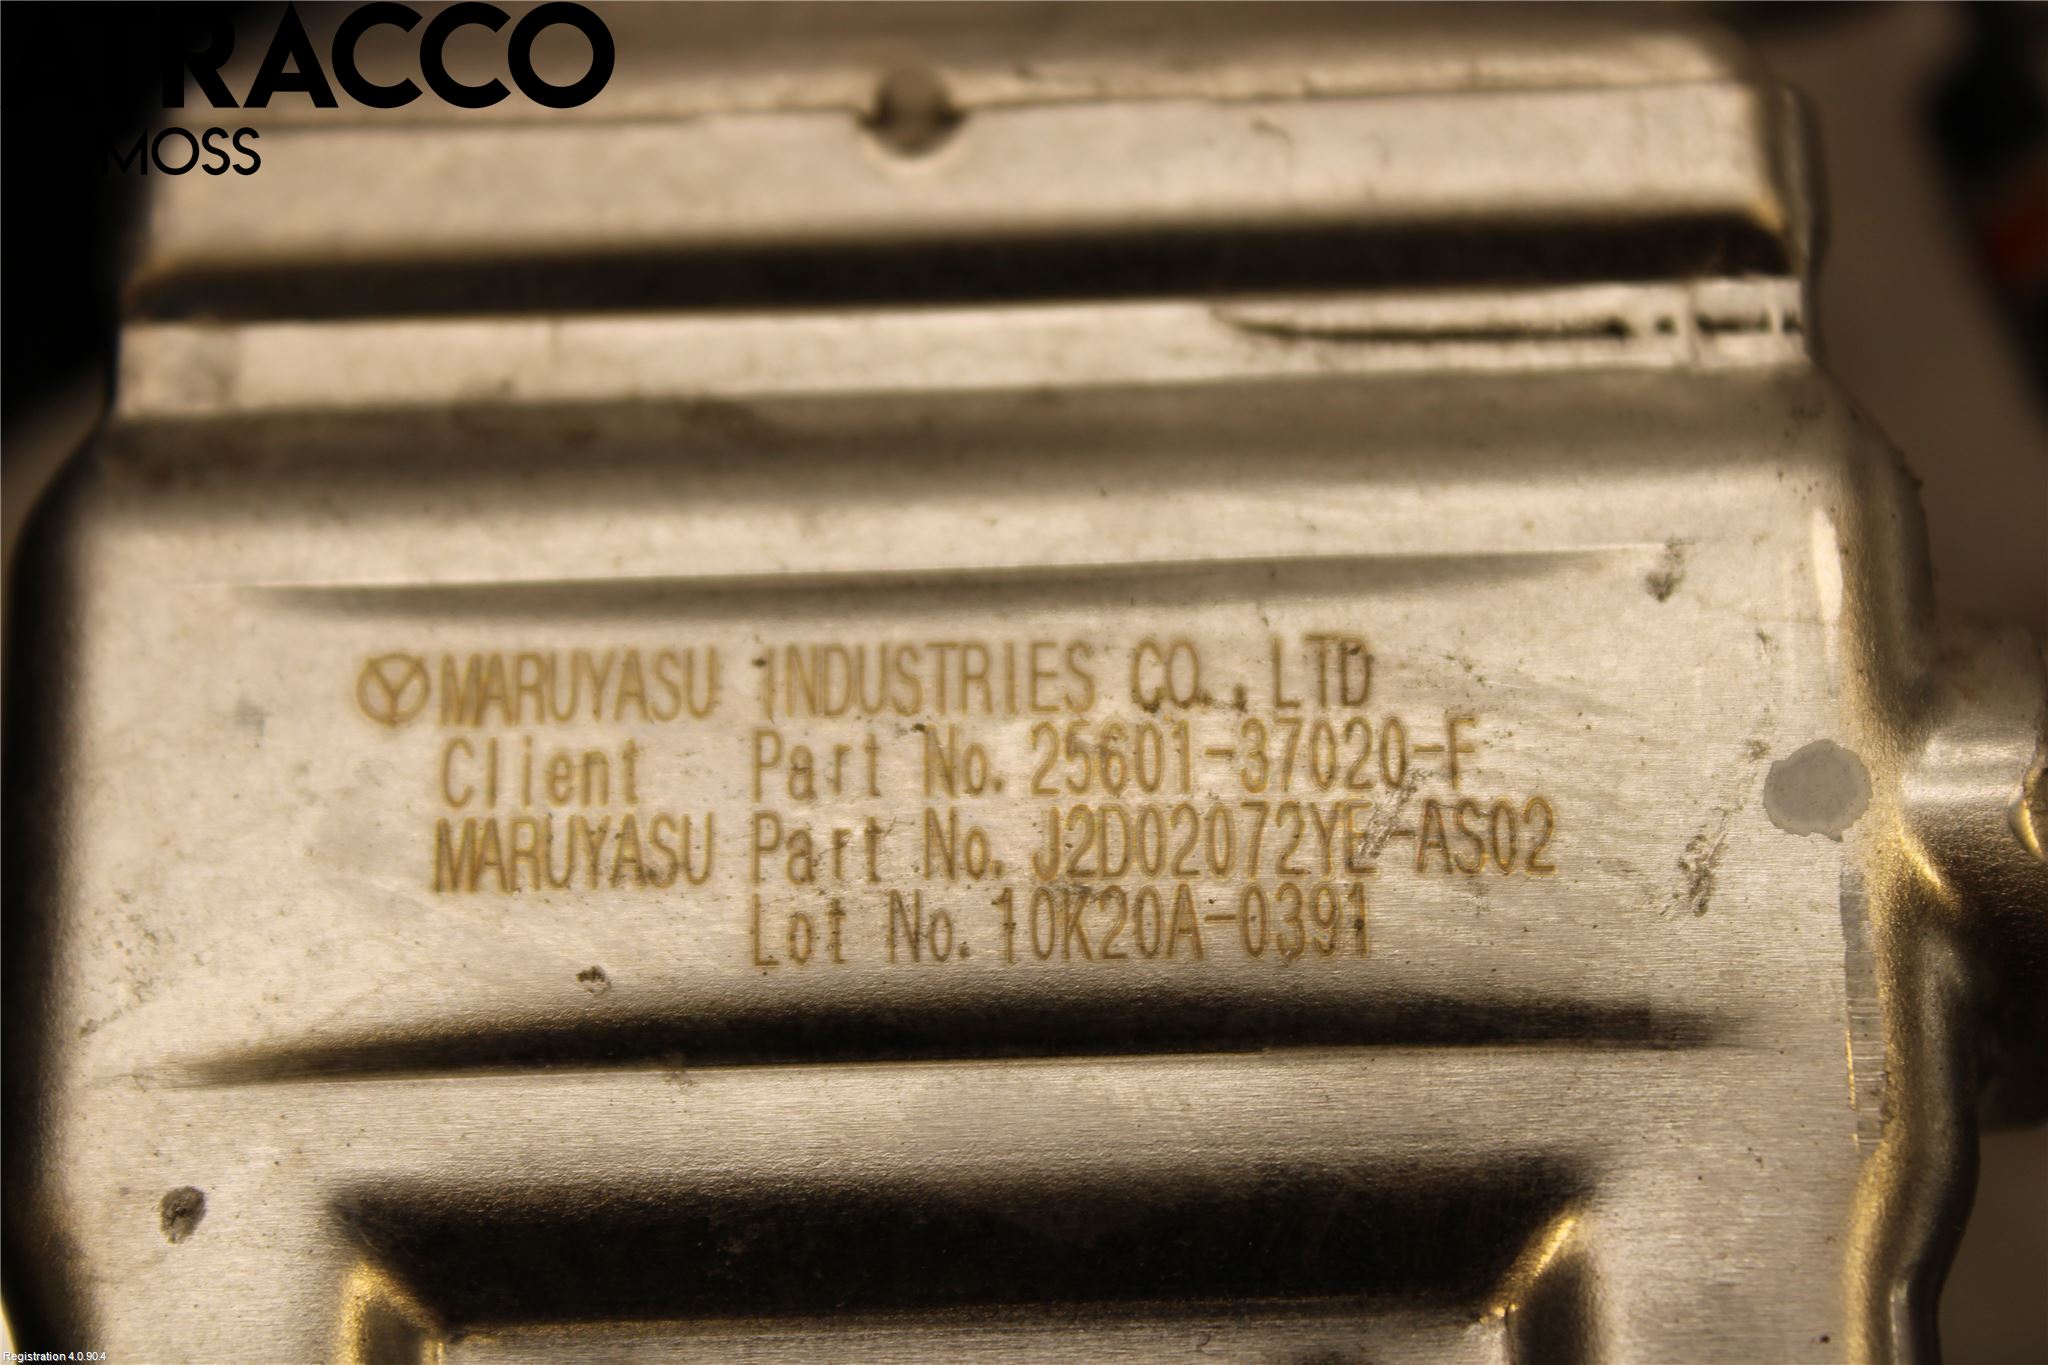 ATRACCO
MOSS
MARUYASU INDUSTRIES CO., LTD
Client Part No. 25601-37020-F
MARUYASU Part No. J2D02072YE-AS02
Lot No. 10K20A-0391
Registration 4.0.90.4